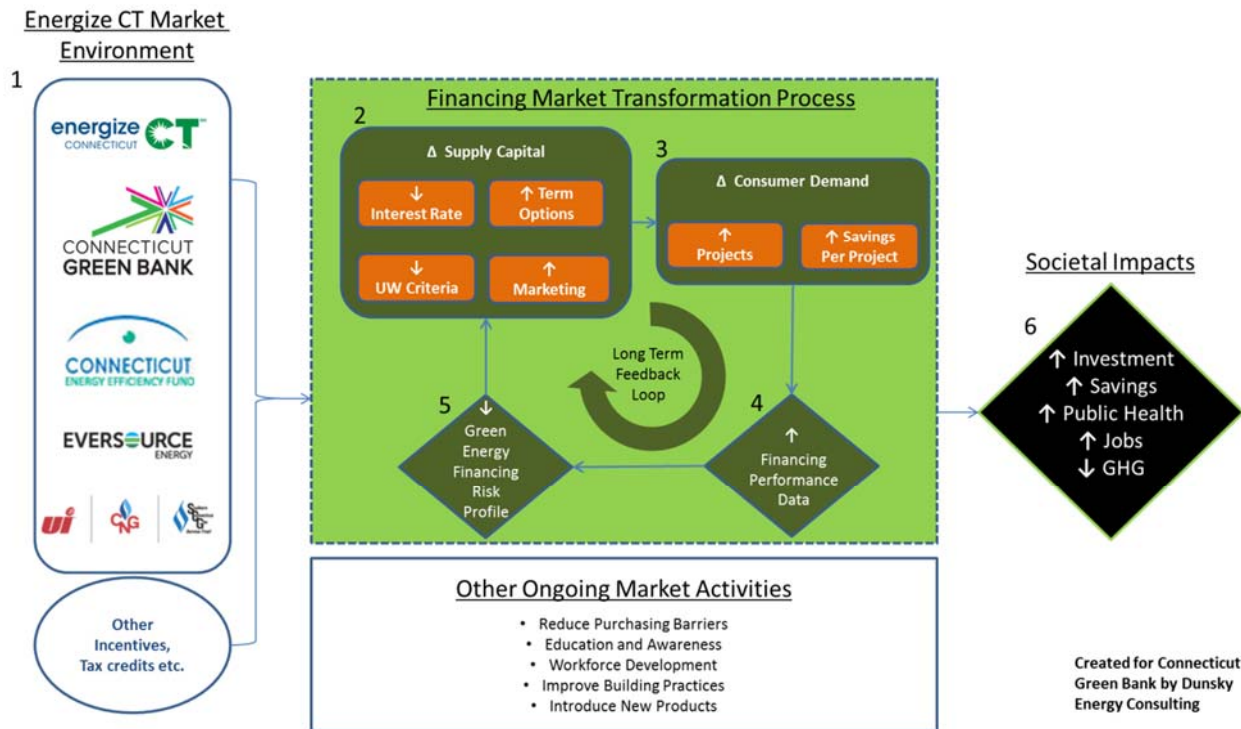 Energize CT Market
Environment
1
energize CT™
CONNECTICUT
CONNECTICUT
GREEN BANK
CONNECTICUT
ENERGY EFFICIENCY FUND
EVERSOURCE
ENERGY
ui
CNG
Other
Incentives,
Tax credits etc.
Financing Market Transformation Process
2
Δ Supply Capital
↓
Interest Rate
↑ Term
Options
↓
UW Criteria
↑
Marketing
3
Δ Consumer Demand
↑
Projects
↑ Savings
Per Project
Long Term
Feedback
Loop
4
↑
Financing
Performance
Data
5
↓
Green
Energy
Financing
Risk
Profile
Other Ongoing Market Activities
• Reduce Purchasing Barriers
• Education and Awareness
• Workforce Development
• Improve Building Practices
• Introduce New Products
Societal Impacts
6
↑ Investment
↑ Savings
↑ Public Health
↑ Jobs
↓ GHG
Created for Connecticut
Green Bank by Dunsky
Energy Consulting